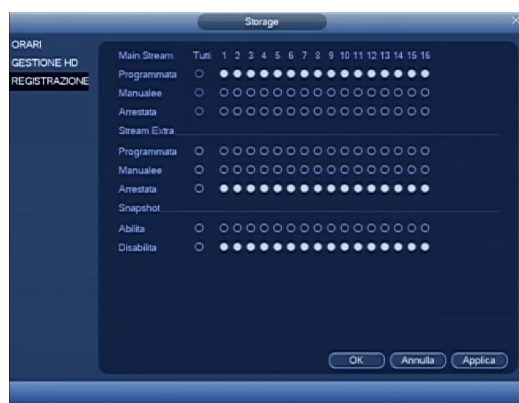 Storage
ORARI
GESTIONE HD
REGISTRAZIONE
Main Stream Tutti 1 2 3 4 5 6 7 8 9 10 11 12 13 14 15 16
Programmata
Manualee
Arrestata
Stream Extra
Programmata
Manualee
Arrestata
Snapshot
Abilita
Disabilita
OK Annulla Applica